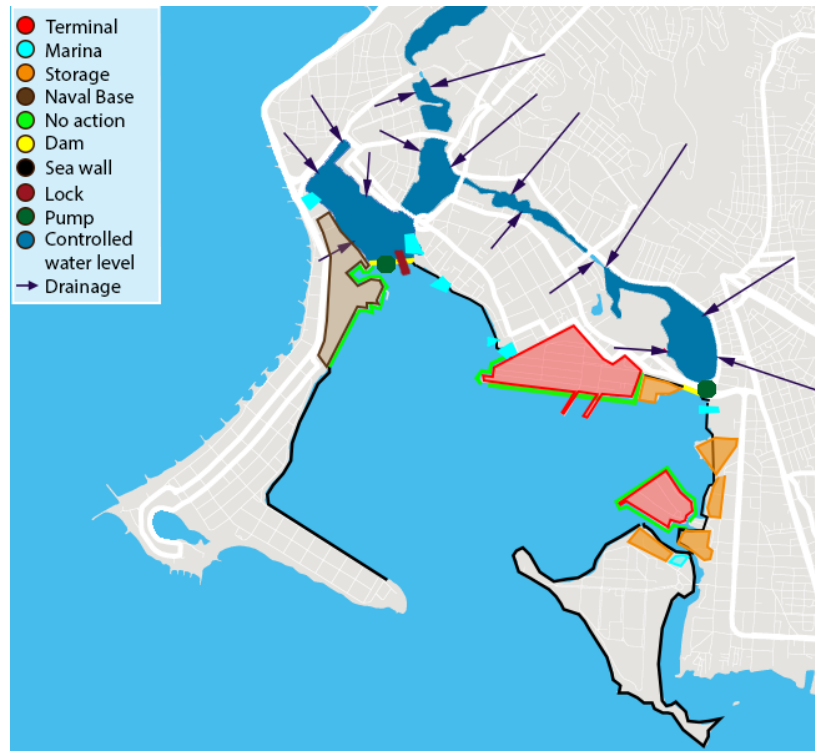 Terminal
Marina
Storage
Naval Base
No action
Dam
Sea wall
Lock
Pump
Controlled
water level
Drainage